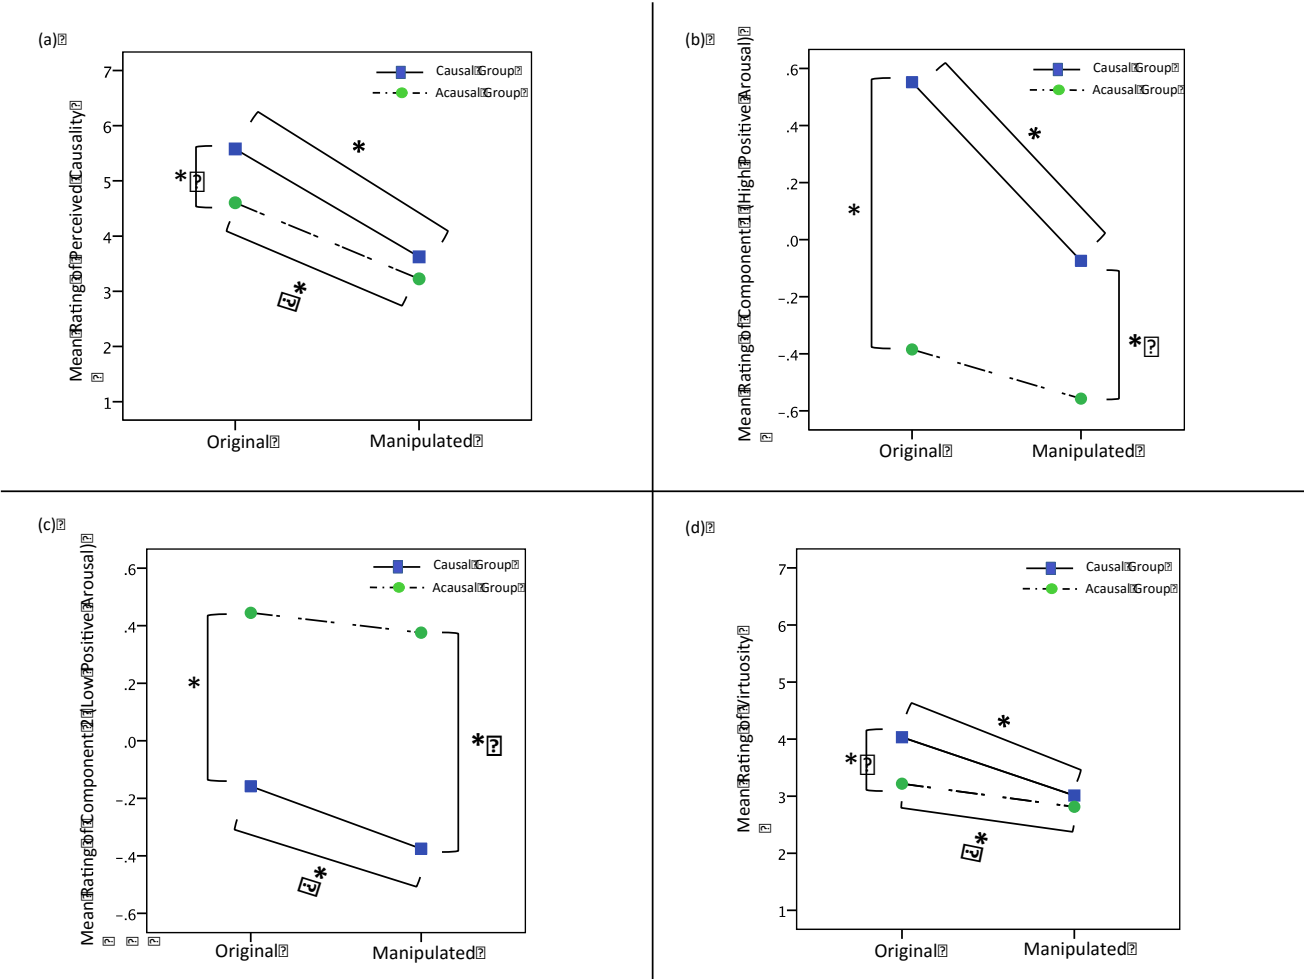 (a)
7
6
5
4
3
2
1
Mean Rating of Perceived Causality
Causal Group
Acausal Group
*
*
*
Original
Manipulated
(b)
.6
.4
.2
.0
-.2
-.4
-.6
Mean Rating of Component 1 (High Positive Arousal)
Causal Group
Acausal Group
*
*
*
Original
Manipulated
(c)
.6
.4
.2
.0
-.2
-.4
-.6
Mean Rating of Component 2 (Low Positive Arousal)
Causal Group
Acausal Group
*
*
*
Original
Manipulated
(d)
7
6
5
4
3
2
1
Mean Rating of Virtuosity
Causal Group
Acausal Group
*
*
*
Original
Manipulated